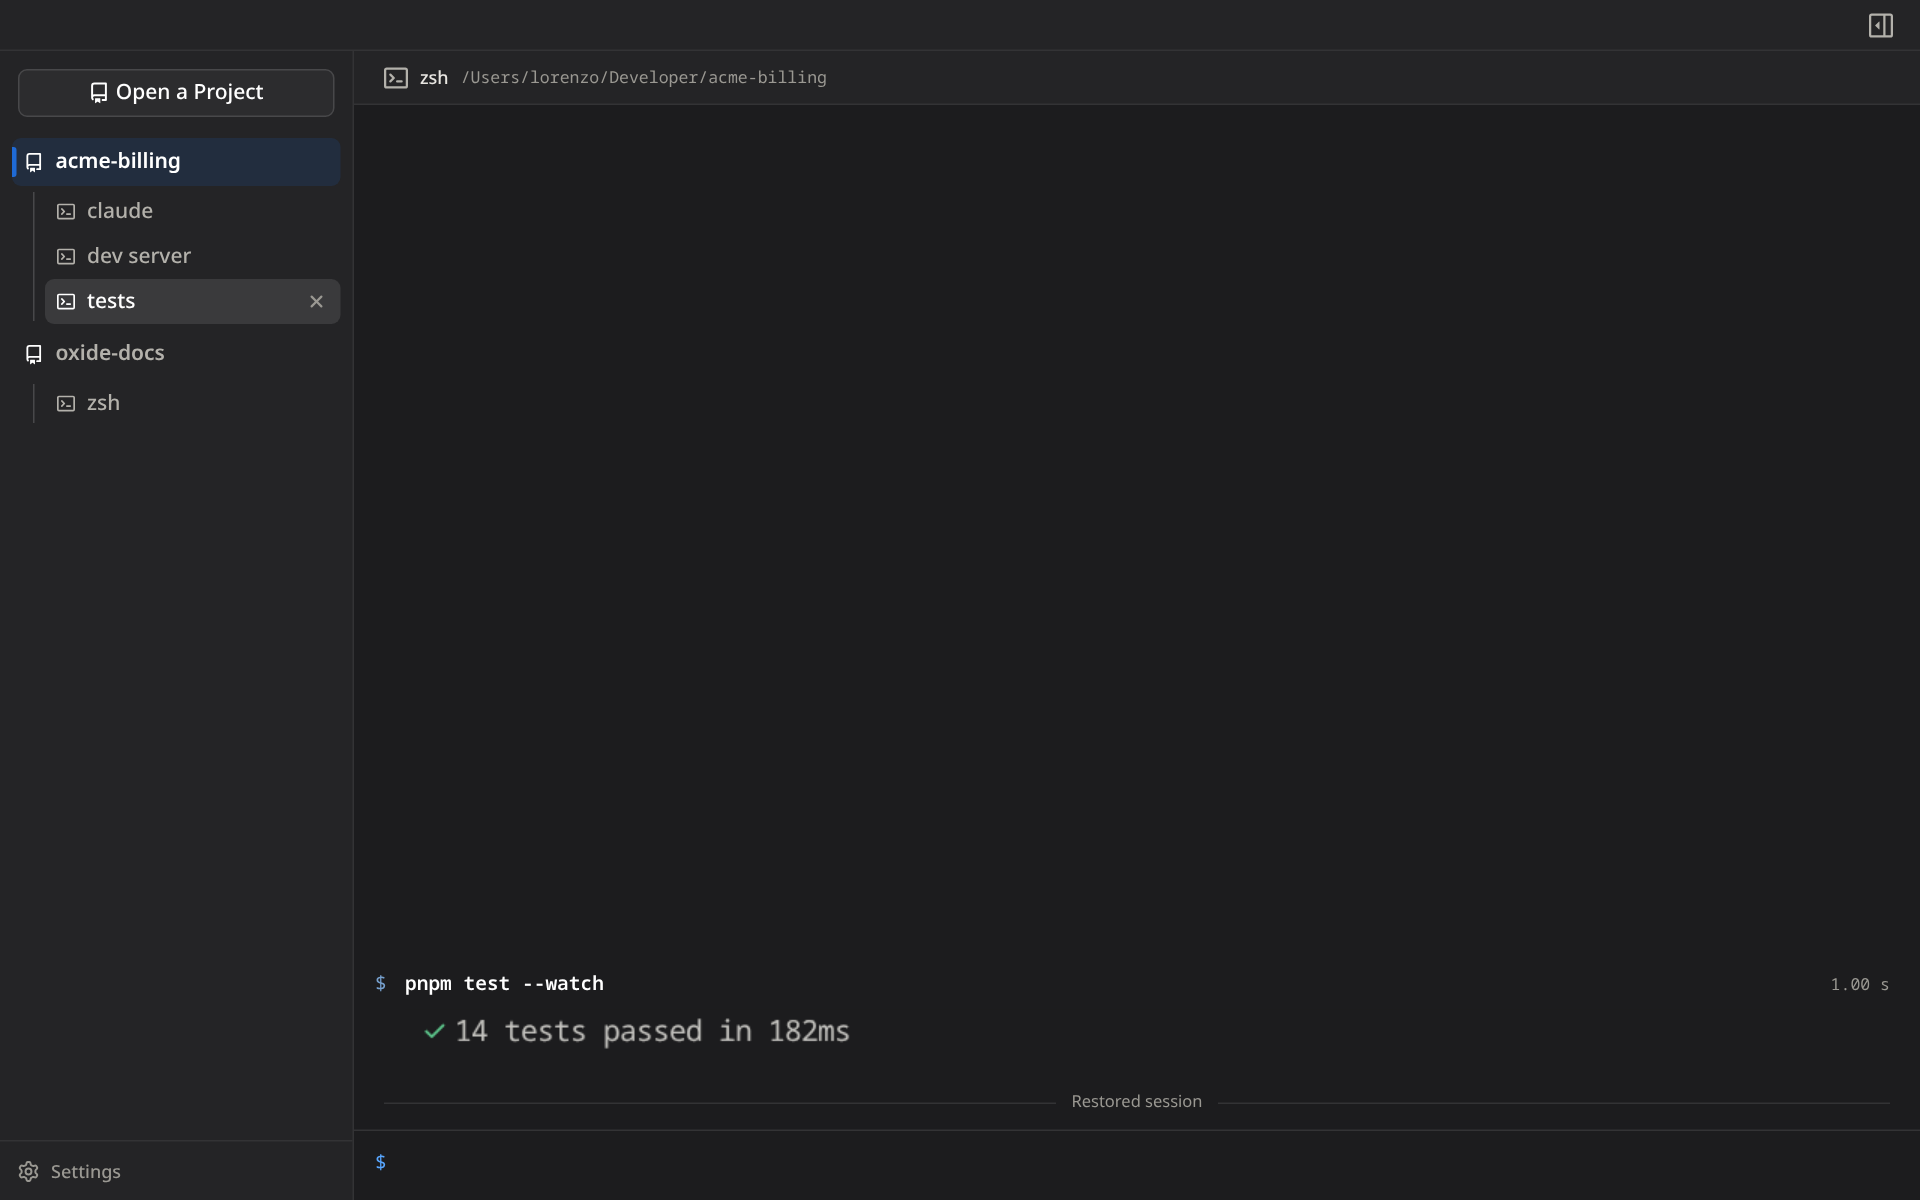 Open a Project
acme-billing
claude
dev server
tests
oxide-docs
zsh
Settings
zsh /Users/lorenzo/Developer/acme-billing
$ pnpm test --watch 1.00 s
✓ 14 tests passed in 182ms
Restored session
$